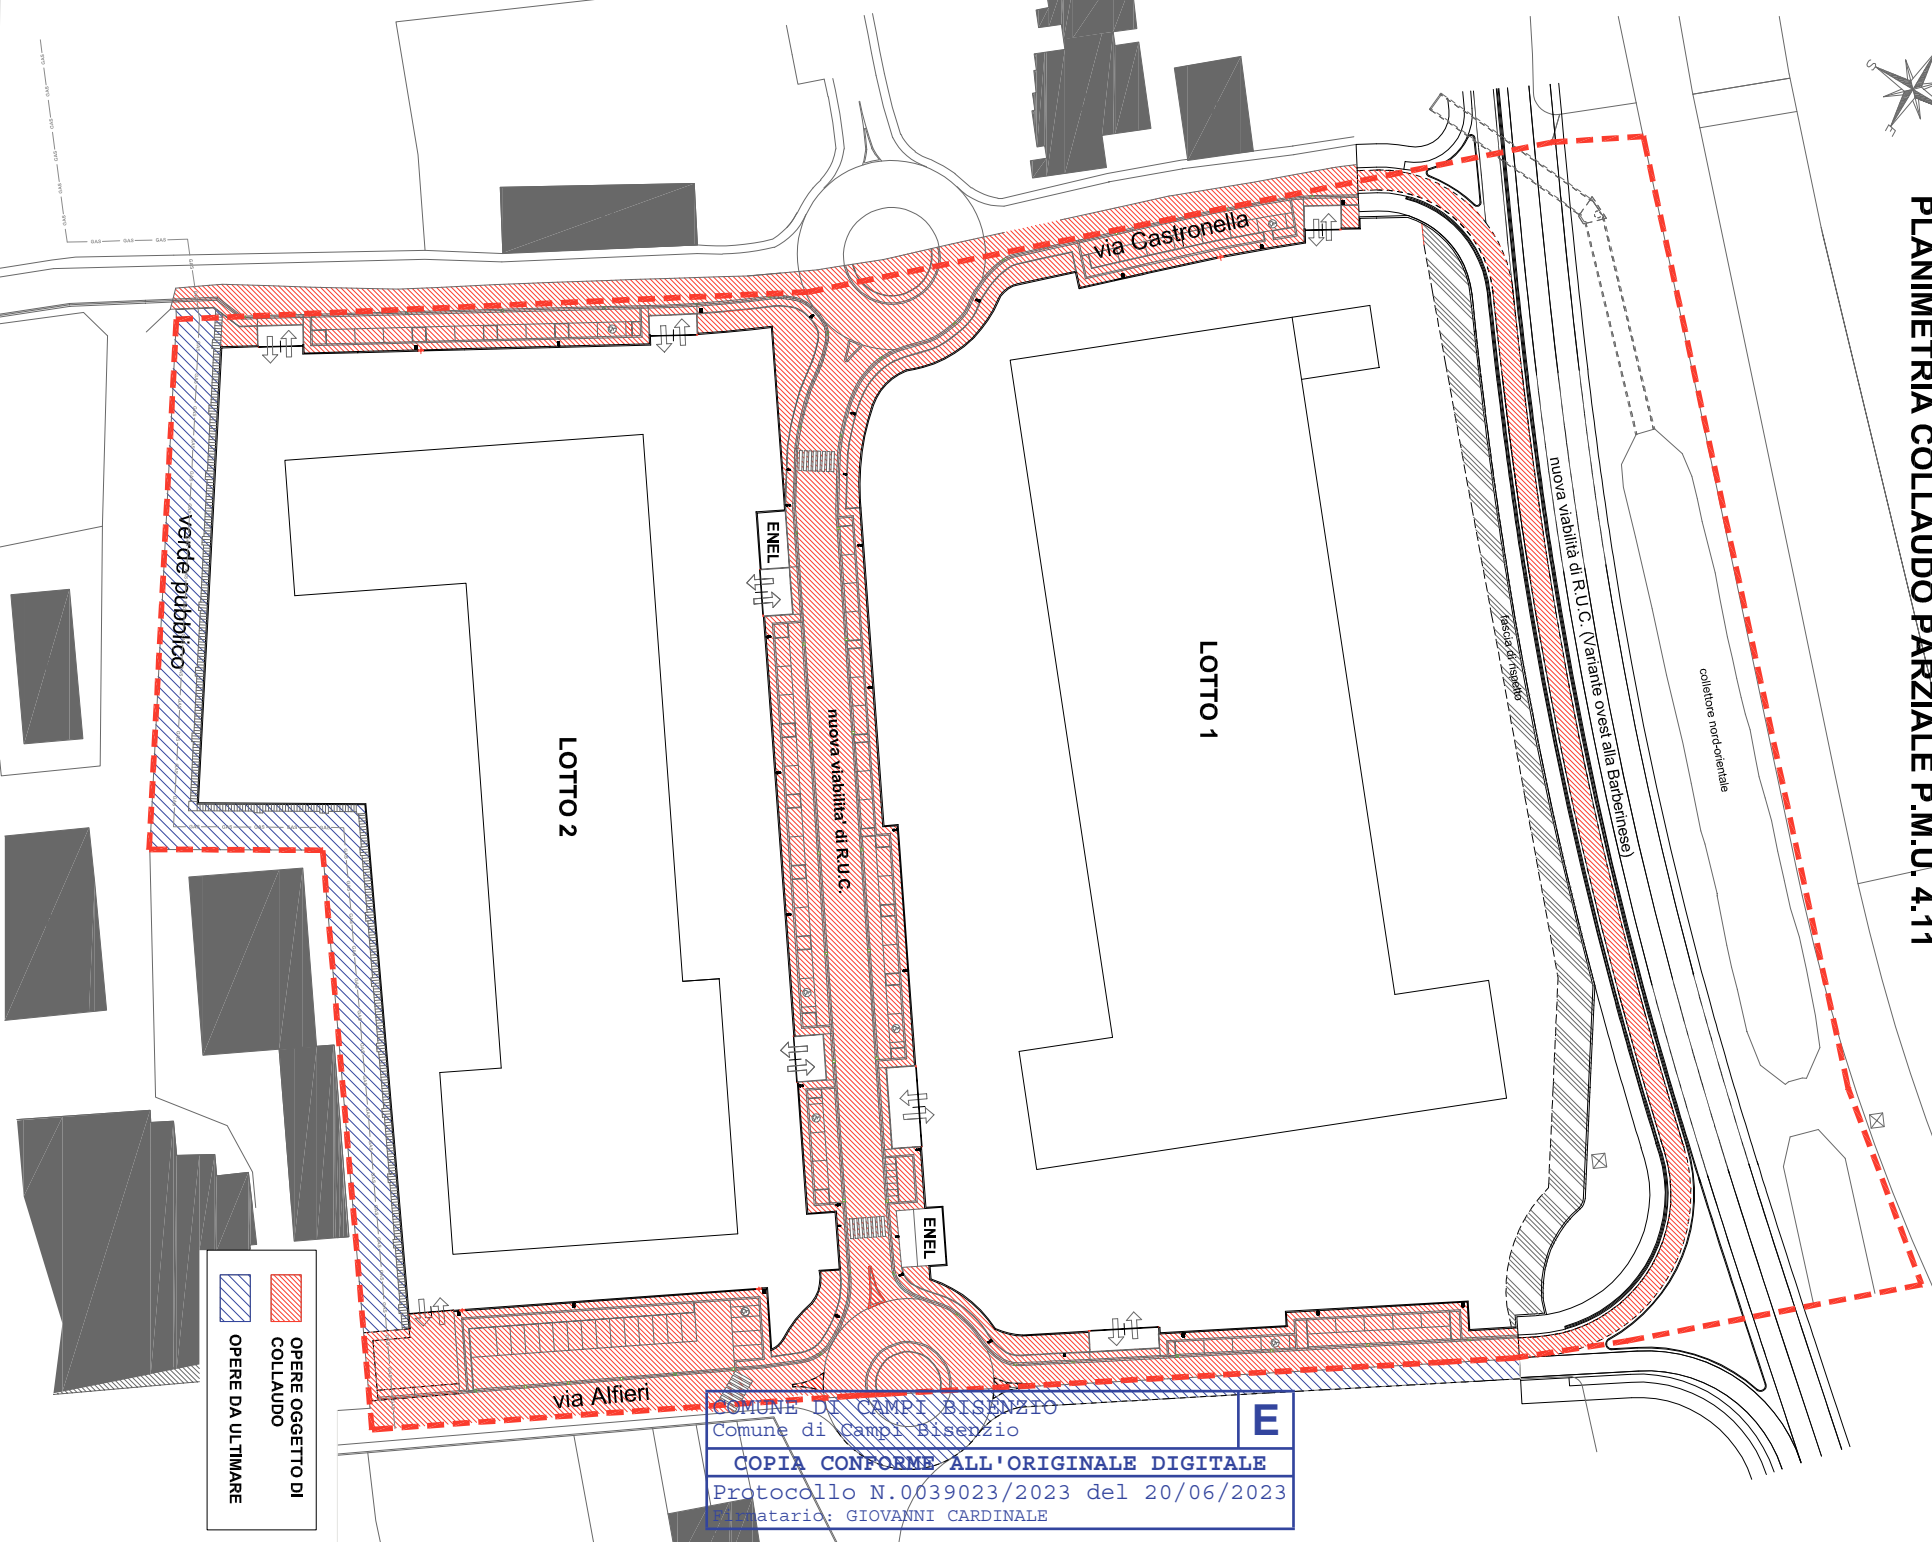 PLANIMETRIA COLLAUDO PARZIALE P.M.U. 4.11
S
E
via Castronella
nuova viabilità di R.U.C. (Variante ovest alla Barberinese)
fascia di rispetto
collettore nord-orientale
LOTTO 1
LOTTO 2
ENEL
nuova viabilita' di R.U.C.
ENEL
verde pubblico
via Alfieri
GAS GAS GAS
OPERE OGGETTO DI
COLLAUDO
OPERE DA ULTIMARE
COMUNE DI CAMPI BISENZIO
Comune di Campi Bisenzio
E
COPIA CONFORME ALL'ORIGINALE DIGITALE
Protocollo N.0039023/2023 del 20/06/2023
Firmatario: GIOVANNI CARDINALE